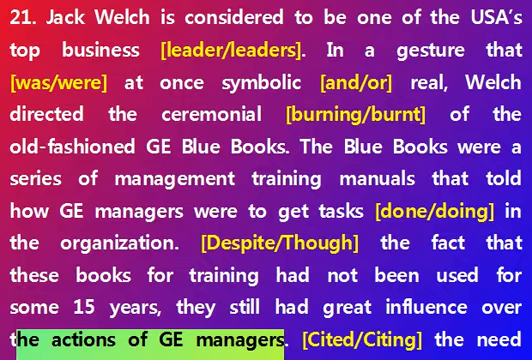 21. Jack Welch is considered to be one of the USA's
top business [leader/leaders]. In a gesture that
[was/were] at once symbolic [and/or] real, Welch
directed the ceremonial [burning/burnt] of the
old-fashioned GE Blue Books. The Blue Books were a
series of management training manuals that told
how GE managers were to get tasks [done/doing] in
the organization. [Despite/Though] the fact that
these books for training had not been used for
some 15 years, they still had great influence over
the actions of GE managers. [Cited/Citing] the need